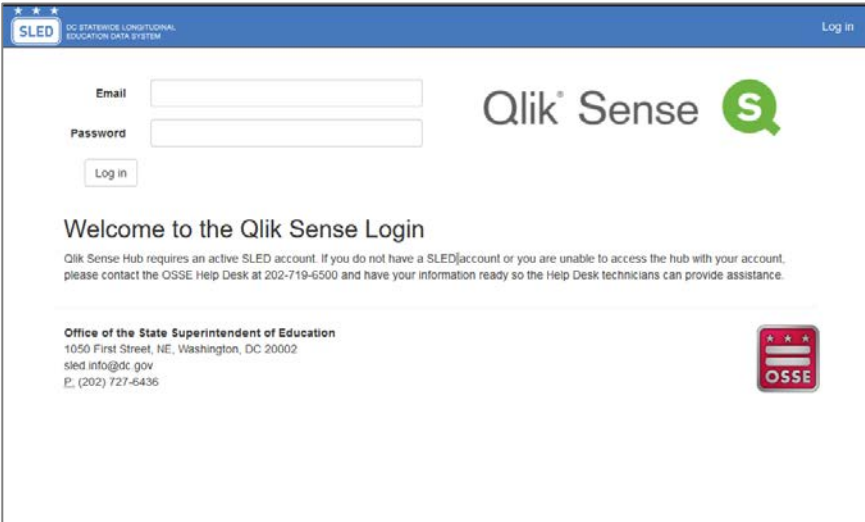 SLED
DC STATEWIDE LONGITUDINAL
EDUCATION DATA SYSTEM
Log in
Email
Password
Log in
Qlik® Sense
S
Welcome to the Qlik Sense Login
Qlik Sense Hub requires an active SLED account. If you do not have a SLED account or you are unable to access the hub with your account,
please contact the OSSE Help Desk at 202-719-6500 and have your information ready so the Help Desk technicians can provide assistance.
Office of the State Superintendent of Education
1050 First Street, NE, Washington, DC 20002
sled.info@dc.gov
P: (202) 727-6436
OSSE